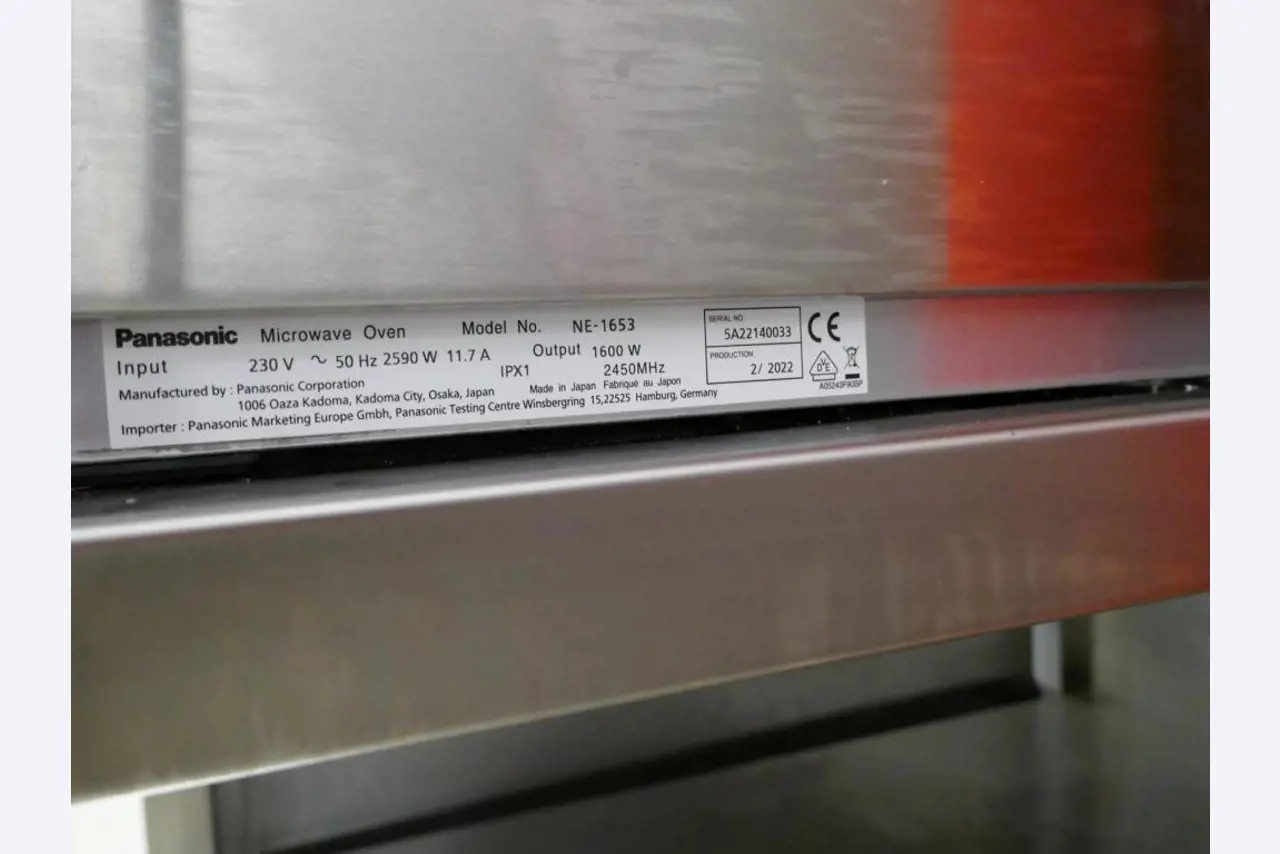 Panasonic Microwave Oven Model No. NE-1653
Input 230 V ~ 50 Hz 2590 W 11.7 A Output 1600 W
IPX1 2450MHz
Manufactured by : Panasonic Corporation
1006 Oaza Kadoma, Kadoma City, Osaka, Japan
Made in Japan Fabriqué au Japon
Importer : Panasonic Marketing Europe Gmbh, Panasonic Testing Centre Winsbergring 15,22525 Hamburg, Germany
SERIAL NO.
5A22140033
PRODUCTION
2/ 2022
CE
DVE
A05243P90BP